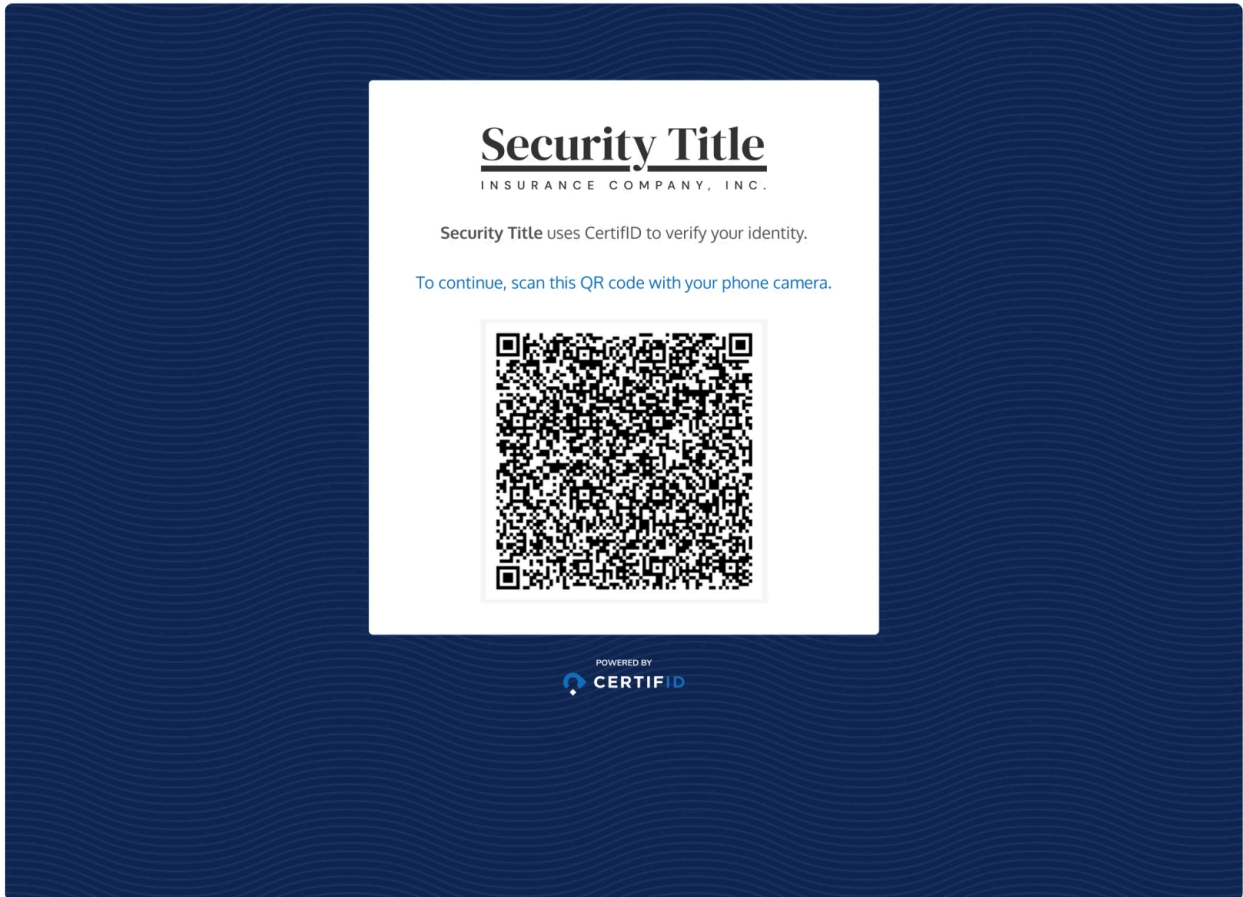 Security Title
INSURANCE COMPANY, INC.
Security Title uses CertifID to verify your identity.
To continue, scan this QR code with your phone camera.
POWERED BY
CERTIFID